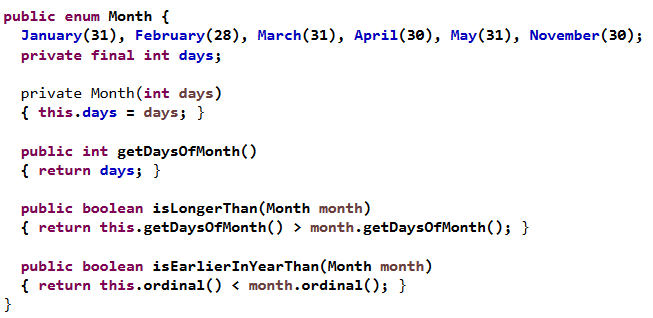 public enum Month {
January(31), February(28), March(31), April(30), May(31), November(30);
private final int days;
private Month(int days)
{ this.days = days; }
public int getDaysOfMonth()
{ return days; }
public boolean isLongerThan(Month month)
{ return this.getDaysOfMonth() > month.getDaysOfMonth(); }
public boolean isEarlierInYearThan(Month month)
{ return this.ordinal() < month.ordinal(); }
}